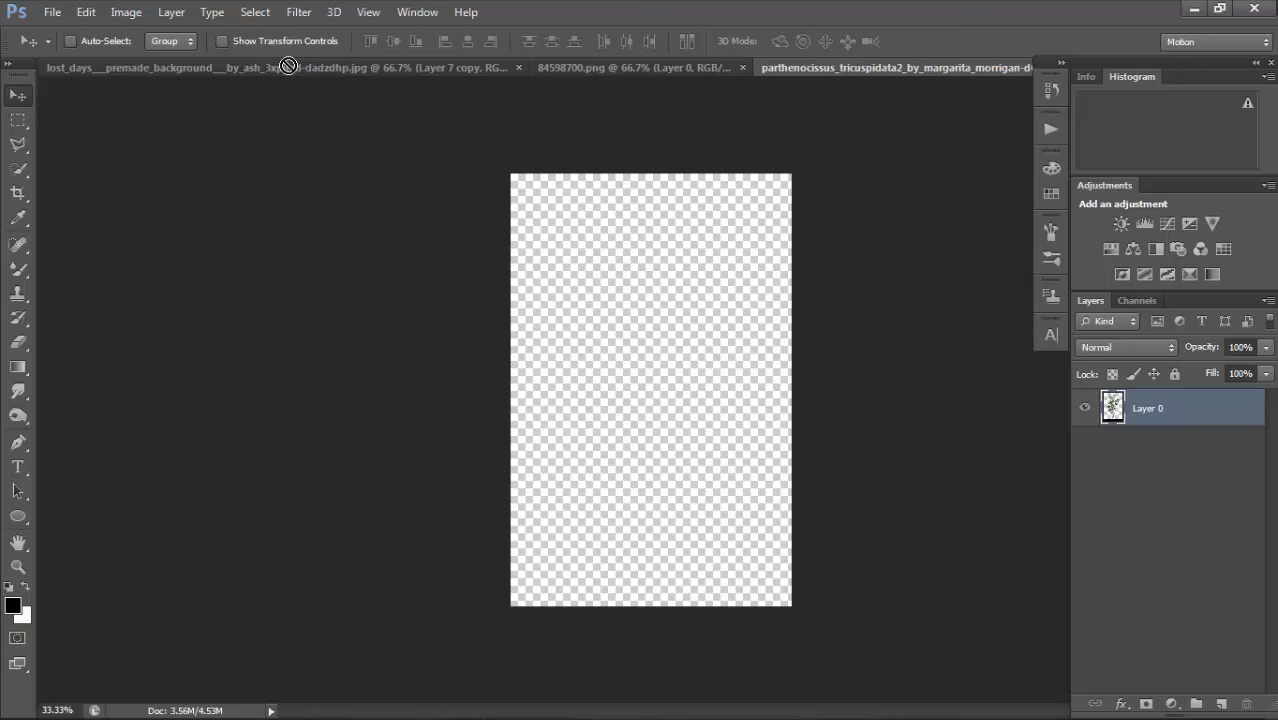 Ps File Edit Image Layer Type Select Filter 3D View Window Help
Auto-Select: Group Show Transform Controls 3D Mode: Motion
lost_days___premade_background___by_ash_3xp -dadzdhp.jpg @ 66.7% (Layer 7 copy, RG... × 84598700.png @ 66.7% (Layer 0, RGB/... × parthenocissus_tricuspidata2_by_margarita_morrigan-d
Info Histogram
Adjustments
Add an adjustment
Layers Channels
Kind
Normal Opacity: 100%
Lock: Fill: 100%
Layer 0
33.33% Doc: 3.56M/4.53M